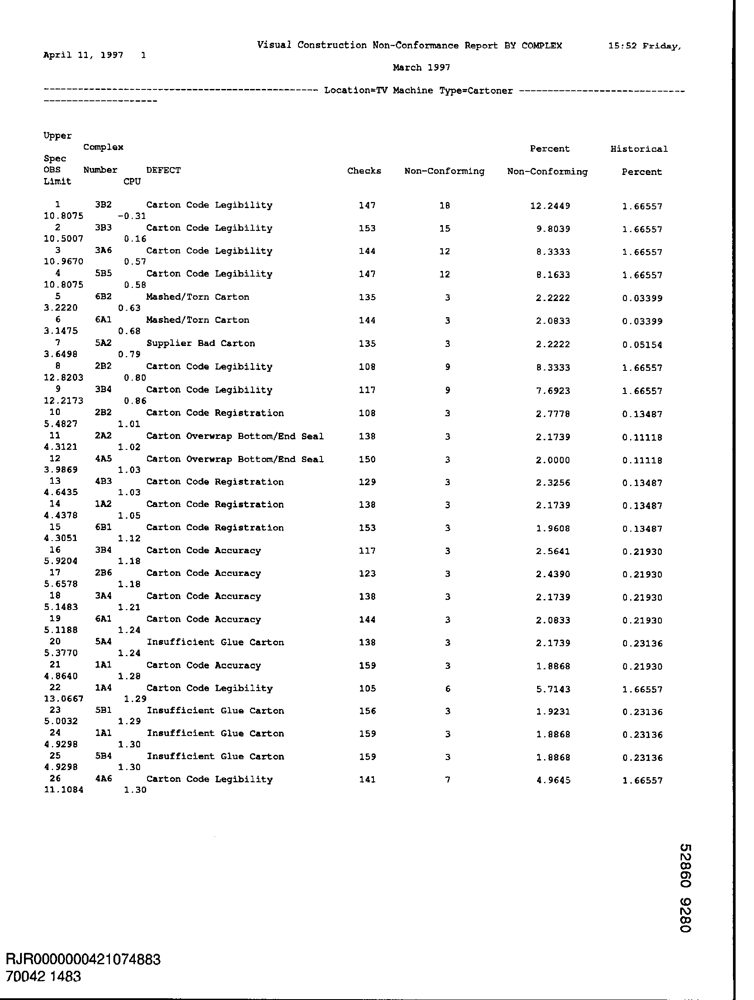 Visual Construction Non-Conformance Report BY COMPLEX 15:52 Friday,
April 11, 1997 1
March 1997
------------------------------------------------ Location=TV Machine Type=Cartoner -----------------------------
--------------------
Upper
Complex Percent Historical
Spec
OBS Number DEFECT Checks Non-Conforming Non-Conforming Percent
Limit CPU
1 3B2 Carton Code Legibility 147 18 12.2449 1.66557
10.8075 -0.31
2 3B3 Carton Code Legibility 153 15 9.8039 1.66557
10.5007 0.16
3 3A6 Carton Code Legibility 144 12 8.3333 1.66557
10.9670 0.57
4 5B5 Carton Code Legibility 147 12 8.1633 1.66557
10.8075 0.58
5 6B2 Mashed/Torn Carton 135 3 2.2222 0.03399
3.2220 0.63
6 6A1 Mashed/Torn Carton 144 3 2.0833 0.03399
3.1475 0.68
7 5A2 Supplier Bad Carton 135 3 2.2222 0.05154
3.6498 0.79
8 2B2 Carton Code Legibility 108 9 8.3333 1.66557
12.8203 0.80
9 3B4 Carton Code Legibility 117 9 7.6923 1.66557
12.2173 0.86
10 2B2 Carton Code Registration 108 3 2.7778 0.13487
5.4827 1.01
11 2A2 Carton Overwrap Bottom/End Seal 138 3 2.1739 0.11118
4.3121 1.02
12 4A5 Carton Overwrap Bottom/End Seal 150 3 2.0000 0.11118
3.9869 1.03
13 4B3 Carton Code Registration 129 3 2.3256 0.13487
4.6435 1.03
14 1A2 Carton Code Registration 138 3 2.1739 0.13487
4.4378 1.05
15 6B1 Carton Code Registration 153 3 1.9608 0.13487
4.3051 1.12
16 3B4 Carton Code Accuracy 117 3 2.5641 0.21930
5.9204 1.18
17 2B6 Carton Code Accuracy 123 3 2.4390 0.21930
5.6578 1.18
18 3A4 Carton Code Accuracy 138 3 2.1739 0.21930
5.1483 1.21
19 6A1 Carton Code Accuracy 144 3 2.0833 0.21930
5.1188 1.24
20 5A4 Insufficient Glue Carton 138 3 2.1739 0.23136
5.3770 1.24
21 1A1 Carton Code Accuracy 159 3 1.8868 0.21930
4.8640 1.28
22 1A4 Carton Code Legibility 105 6 5.7143 1.66557
13.0667 1.29
23 5B1 Insufficient Glue Carton 156 3 1.9231 0.23136
5.0032 1.29
24 1A1 Insufficient Glue Carton 159 3 1.8868 0.23136
4.9298 1.30
25 5B4 Insufficient Glue Carton 159 3 1.8868 0.23136
4.9298 1.30
26 4A6 Carton Code Legibility 141 7 4.9645 1.66557
11.1084 1.30
52860 9280
RJR0000000421074883
70042 1483